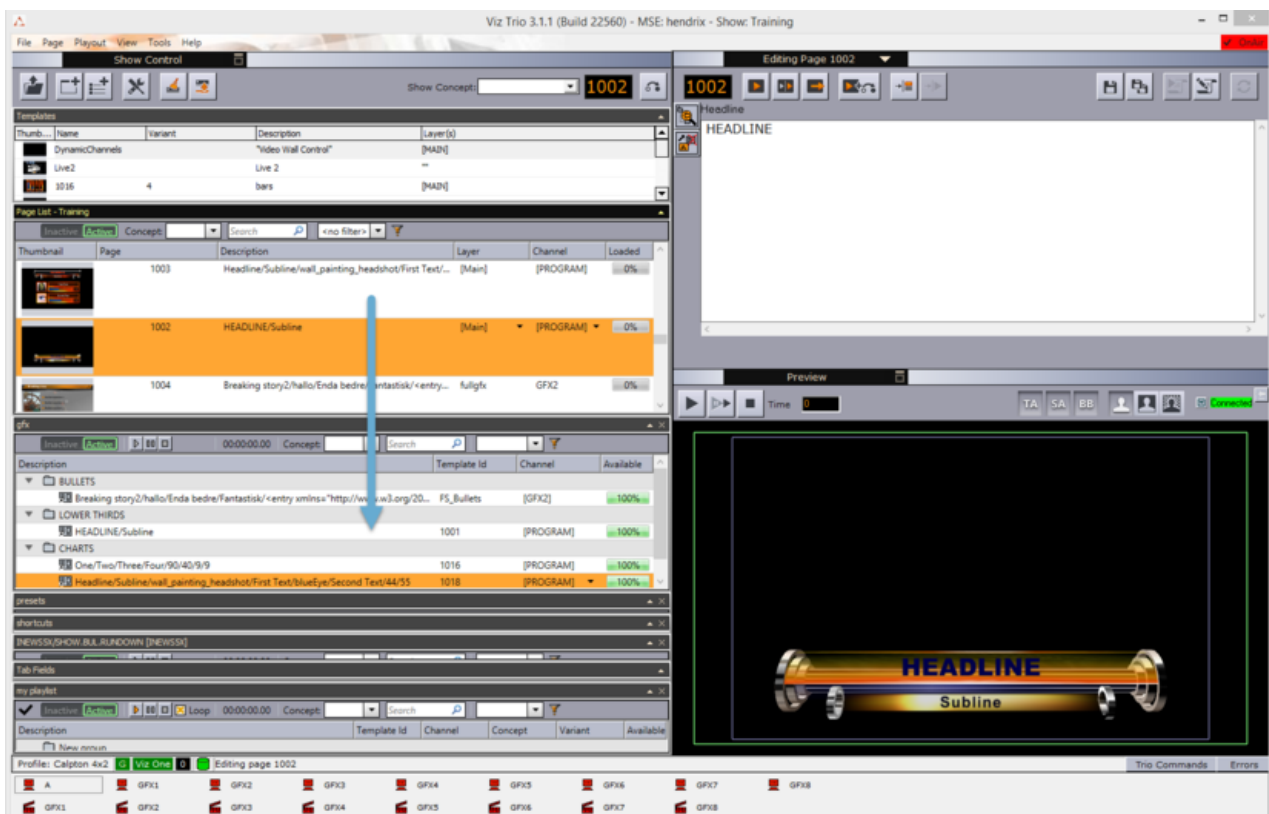 Viz Trio 3.1.1 (Build 22560) - MSE: hendrix - Show: Training
File Page Playout View Tools Help
Show Control
Show Concept: 1002
Templates
Thumb... Name Variant Description Layer(s)
DynamicChannels "Video Wall Control" [MAIN]
Live2 Live 2 ""
1016 4 bars [MAIN]
Page List - Training
Inactive Active Concept: Search <no filter>
Thumbnail Page Description Layer Channel Loaded
1003 Headline/Subline/wall_painting_headshot/First Text/... [Main] [PROGRAM] 0%
1002 HEADLINE/Subline [Main] [PROGRAM] 0%
1004 Breaking story2/hallo/Enda bedre/Fantastisk/<entry... fullgfx GFX2 0%
gfx
Inactive Active 00:00:00.00 Concept: Search
Description Template Id Channel Available
BULLETS
Breaking story2/hallo/Enda bedre/Fantastisk/<entry xmlns="http://www.w3.org/20... FS_Bullets [GFX2] 100%
LOWER THIRDS
HEADLINE/Subline 1001 [PROGRAM] 100%
CHARTS
One/Two/Three/Four/90/40/9/9 1016 [PROGRAM] 100%
Headline/Subline/wall_painting_headshot/First Text/blueEye/Second Text/44/55 1018 [PROGRAM] 100%
presets
shortcuts
INEWSSX/SHOW.BUL.RUNDOWN [INEWSSX]
Tab Fields
my playlist
Inactive Active Loop 00:00:00.00 Concept: Search
Description Template Id Channel Concept Variant Available
New group
Editing Page 1002
1002
Headline
HEADLINE
Preview
Time 0 TA SA BB Connected
HEADLINE
Subline
Profile: Calpton 4x2 G Viz One 0 Editing page 1002 Trio Commands Errors
A GFX1 GFX2 GFX3 GFX4 GFX5 GFX6 GFX7 GFX8
GFX1 GFX2 GFX3 GFX4 GFX5 GFX6 GFX7 GFX8